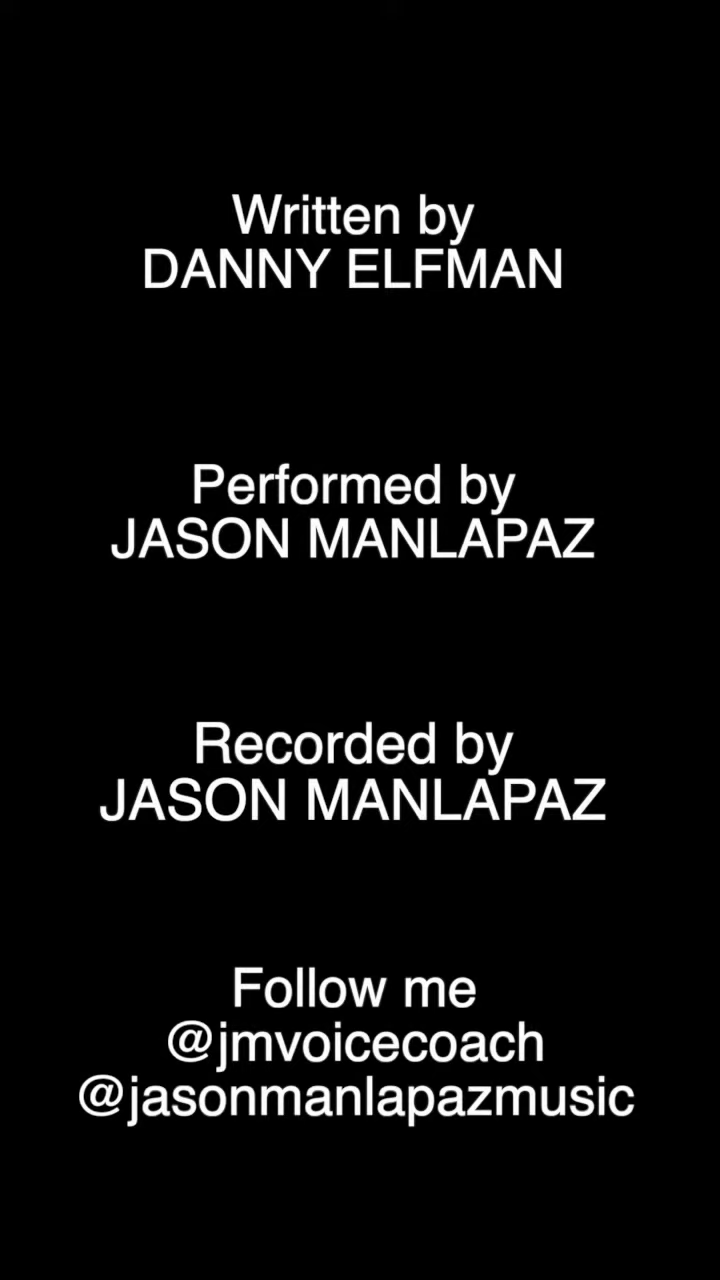 Written by
DANNY ELFMAN
Performed by
JASON MANLAPAZ
Recorded by
JASON MANLAPAZ
Follow me
@jmvoicecoach
@jasonmanlapazmusic